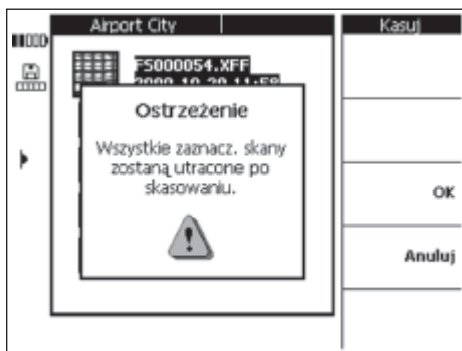 Airport City
Kasuj
FS000054.XFF
Ostrzeżenie
Wszystkie zaznacz. skany
zostaną utracone po
skasowaniu.
OK
Anuluj